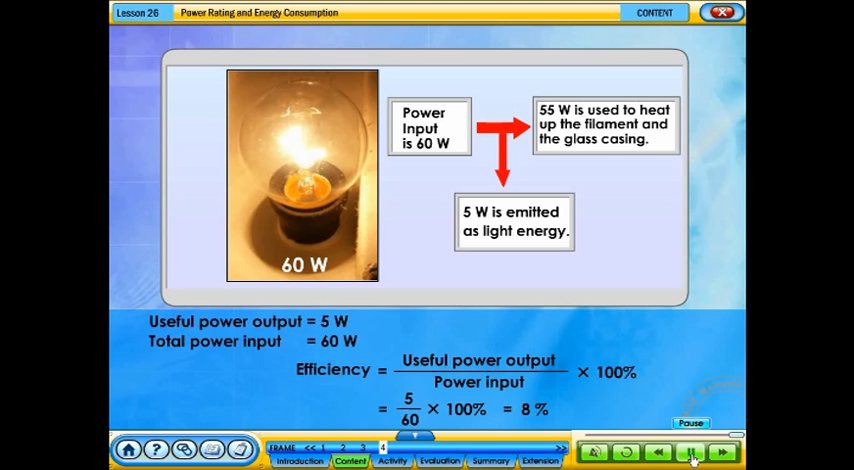 Lesson 26 Power Rating and Energy Consumption CONTENT
Power
Input
is 60 W
55 W is used to heat
up the filament and
the glass casing.
5 W is emitted
as light energy.
60 W
Useful power output = 5 W
Total power input = 60 W
Efficiency = Useful power output / Power input × 100%
= 5/60 × 100% = 8 %
Pause
FRAME << 1 2 3 4 >>
Introduction Content Activity Evaluation Summary Extension